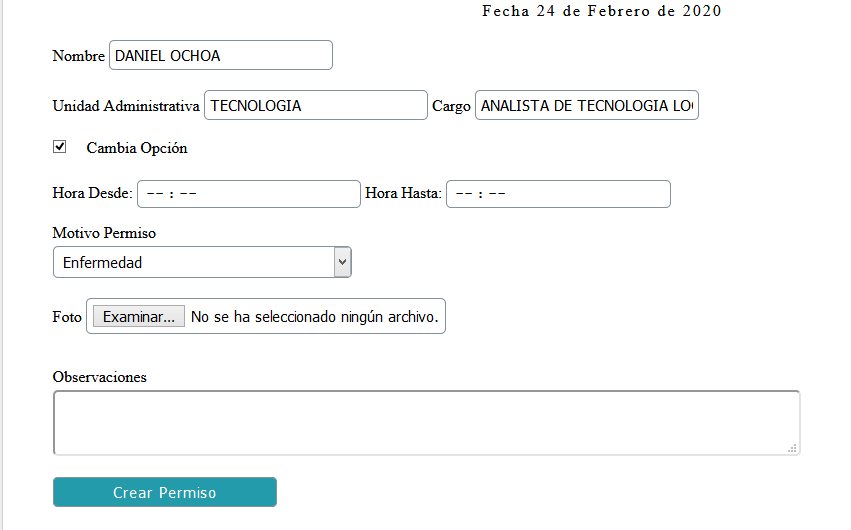 Fecha 24 de Febrero de 2020
Nombre DANIEL OCHOA
Unidad Administrativa TECNOLOGIA Cargo ANALISTA DE TECNOLOGIA LO
Cambia Opción
Hora Desde: -- : -- Hora Hasta: -- : --
Motivo Permiso
Enfermedad
Foto Examinar... No se ha seleccionado ningún archivo.
Observaciones
Crear Permiso